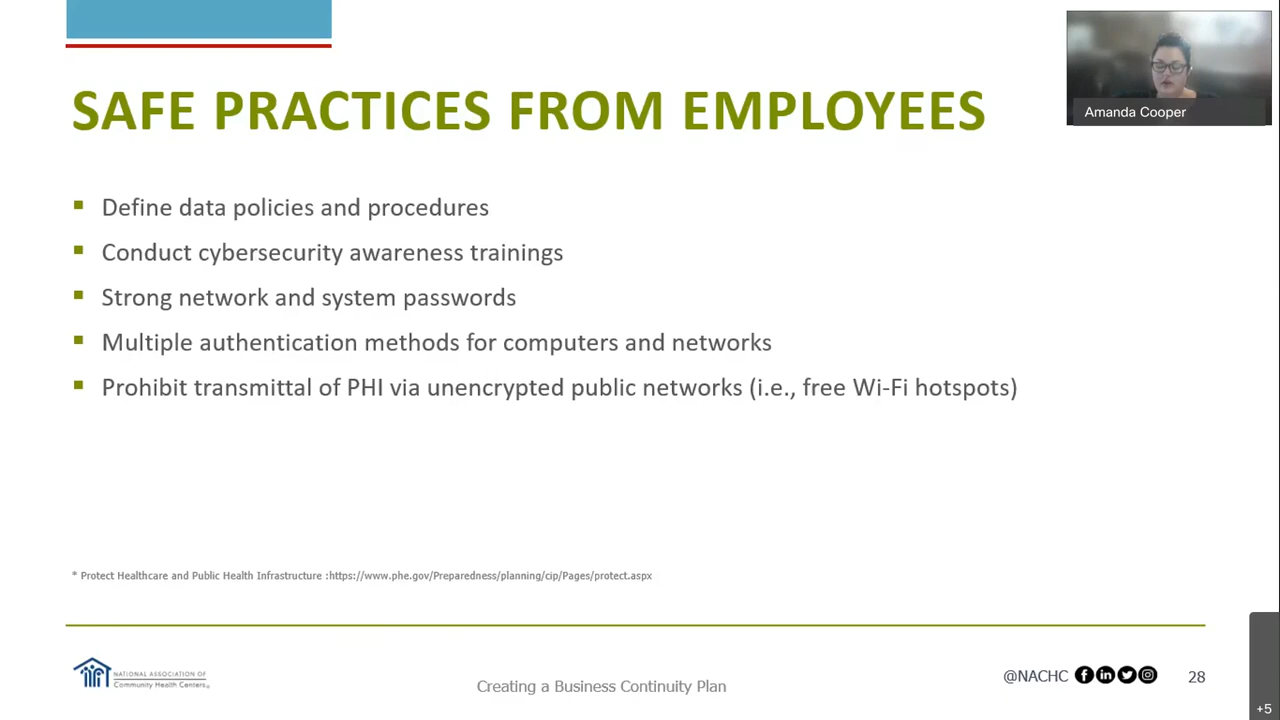 SAFE PRACTICES FROM EMPLOYEES
Amanda Cooper
Define data policies and procedures
Conduct cybersecurity awareness trainings
Strong network and system passwords
Multiple authentication methods for computers and networks
Prohibit transmittal of PHI via unencrypted public networks (i.e., free Wi-Fi hotspots)
* Protect Healthcare and Public Health Infrastructure :https://www.phe.gov/Preparedness/planning/cip/Pages/protect.aspx
NATIONAL ASSOCIATION OF
Community Health Centers®
Creating a Business Continuity Plan
@NACHC
28
+5